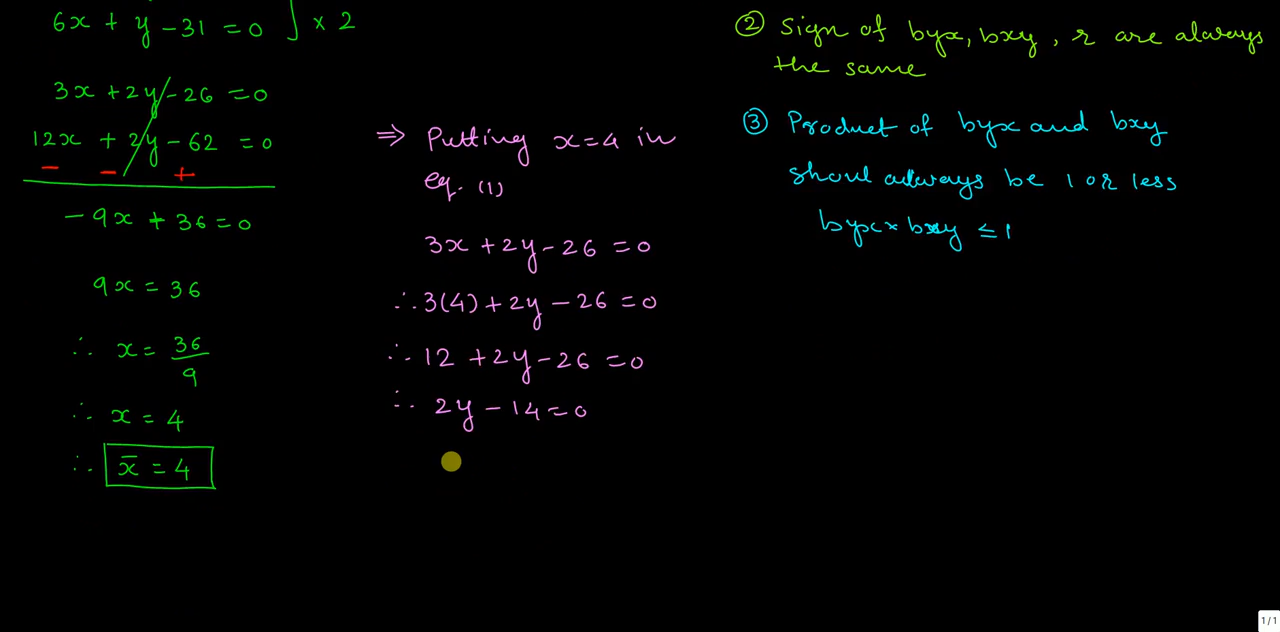 6x + y - 31 = 0 ] × 2
3x + 2y - 26 = 0
12x + 2y - 62 = 0
- - +
-9x + 36 = 0
9x = 36
∴ x = 36/9
∴ x = 4
∴ x̄ = 4
⇒ Putting x = 4 in
eq. (1)
3x + 2y - 26 = 0
∴ 3(4) + 2y - 26 = 0
∴ 12 + 2y - 26 = 0
∴ 2y - 14 = 0
② Sign of byx, bxy, r are always
the same
③ Product of byx and bxy
shoul always be 1 or less
byx × bxy ≤ 1
1/1